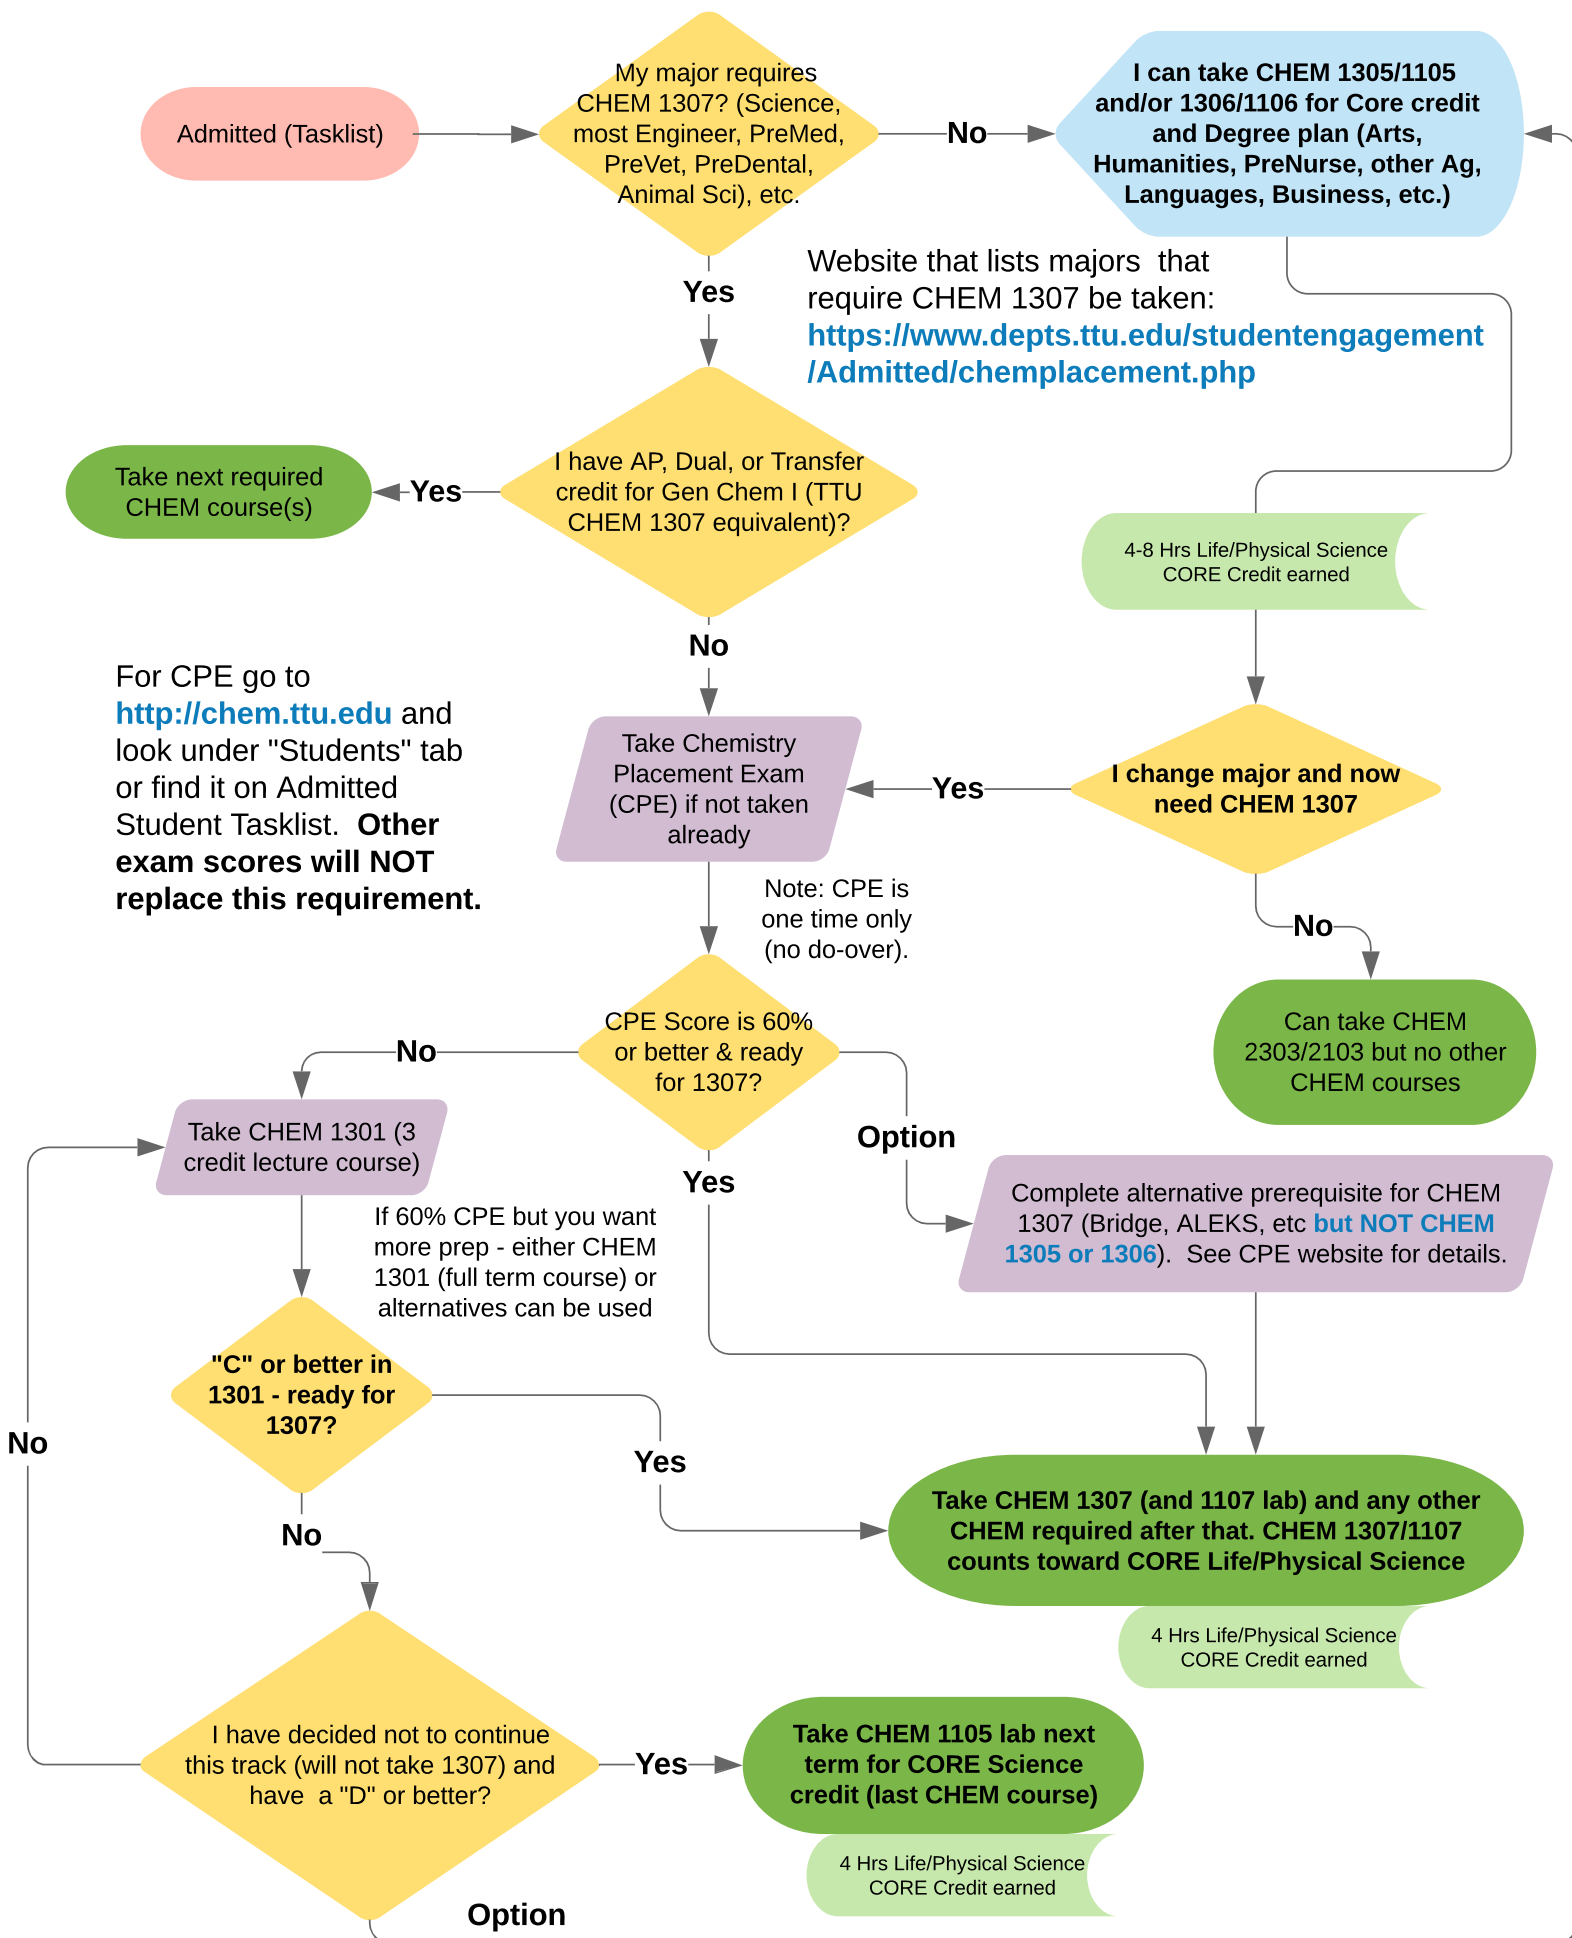 Admitted (Tasklist)
My major requires
CHEM 1307? (Science,
most Engineer, PreMed,
PreVet, PreDental,
Animal Sci), etc.
No
I can take CHEM 1305/1105
and/or 1306/1106 for Core credit
and Degree plan (Arts,
Humanities, PreNurse, other Ag,
Languages, Business, etc.)
Yes
Website that lists majors  that
require CHEM 1307 be taken:
https://www.depts.ttu.edu/studentengagement
/Admitted/chemplacement.php
Take next required
CHEM course(s)
Yes
I have AP, Dual, or Transfer
credit for Gen Chem I (TTU
CHEM 1307 equivalent)?
4-8 Hrs Life/Physical Science
CORE Credit earned
No
For CPE go to
http://chem.ttu.edu and
look under "Students" tab
or find it on Admitted
Student Tasklist.  Other
exam scores will NOT
replace this requirement.
Take Chemistry
Placement Exam
(CPE) if not taken
already
Yes
I change major and now
need CHEM 1307
Note: CPE is
one time only
(no do-over).
No
Can take CHEM
2303/2103 but no other
CHEM courses
CPE Score is 60%
or better & ready
for 1307?
No
Option
Yes
Take CHEM 1301 (3
credit lecture course)
Complete alternative prerequisite for CHEM
1307 (Bridge, ALEKS, etc but NOT CHEM
1305 or 1306).  See CPE website for details.
If 60% CPE but you want
more prep - either CHEM
1301 (full term course) or
alternatives can be used
"C" or better in
1301 - ready for
1307?
No
Yes
No
Take CHEM 1307 (and 1107 lab) and any other
CHEM required after that. CHEM 1307/1107
counts toward CORE Life/Physical Science
4 Hrs Life/Physical Science
CORE Credit earned
I have decided not to continue
this track (will not take 1307) and
have  a "D" or better?
Yes
Take CHEM 1105 lab next
term for CORE Science
credit (last CHEM course)
4 Hrs Life/Physical Science
CORE Credit earned
Option